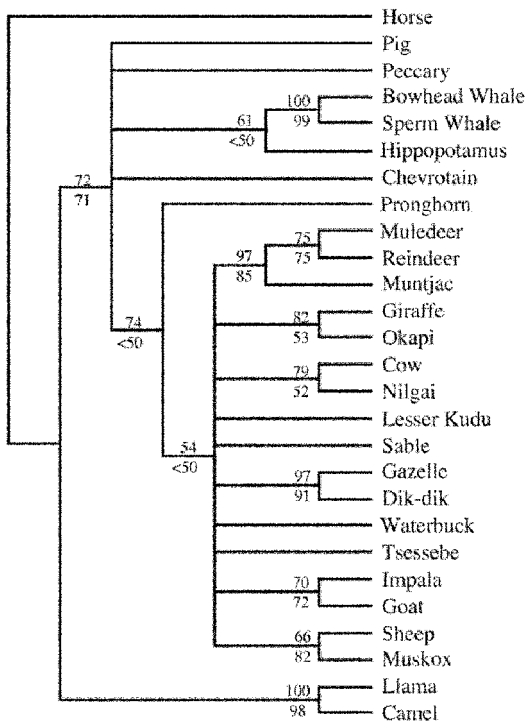 Horse
Pig
Peccary
100 Bowhead Whale
61 99 Sperm Whale
<50 Hippopotamus
72 Chevrotain
71 Pronghorn
75 Muledeer
97 75 Reindeer
85 Muntjac
82 Giraffe
74 53 Okapi
<50 79 Cow
52 Nilgai
Lesser Kudu
54 Sable
<50 97 Gazelle
91 Dik-dik
Waterbuck
Tsessebe
70 Impala
72 Goat
66 Sheep
82 Muskox
100 Llama
98 Camel